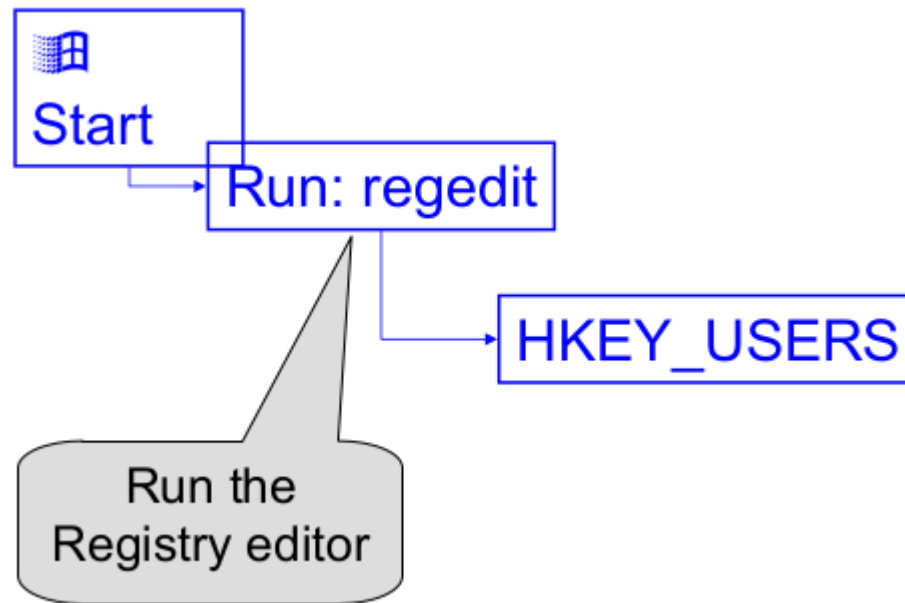 Start
Run: regedit
HKEY_USERS
Run the
Registry editor